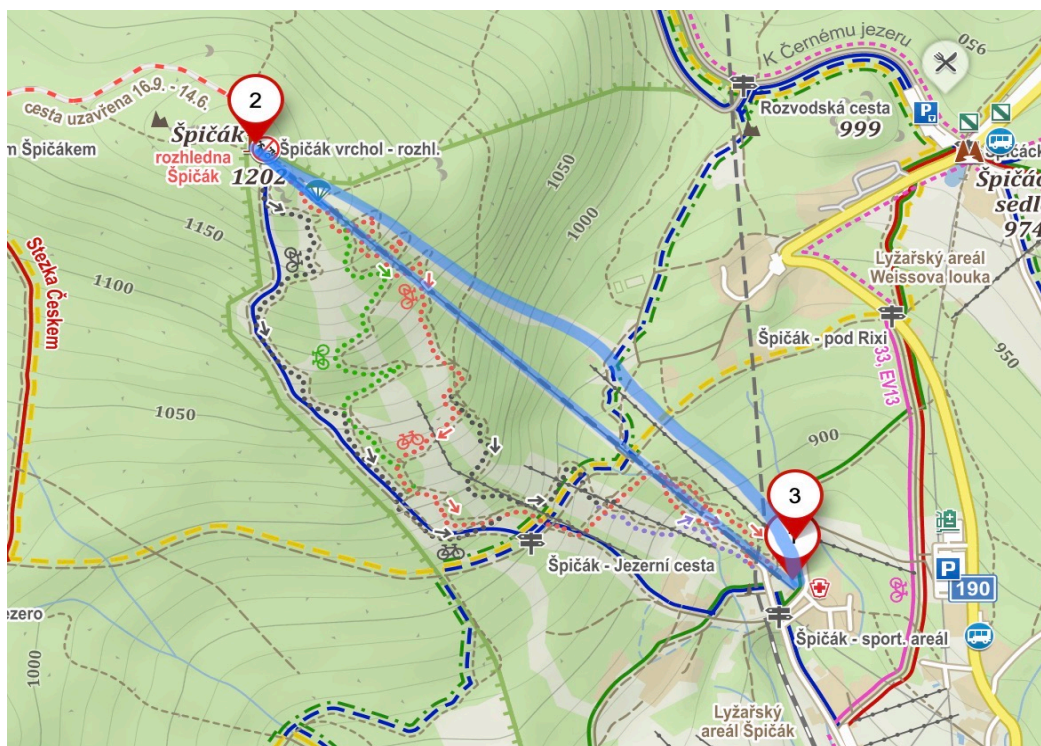 950
K Černému jezeru
cesta uzavřena 16.9. - 14.6.
2
Rozvodská cesta
999
P
Špičák
Špičák vrchol - rozhl.
m Špičákem
rozhledna
Špičák
1202
Špičác
Špičác
sedl
974
1050
1150
1000
Stezka Českem
1100
Lyžařský areál
Weissova louka
Špičák - pod Rixi
33, EV13
950
1050
900
3
Špičák - Jezerní cesta
P
190
ezero
Špičák - sport. areál
1000
Lyžařský
areál Špičák